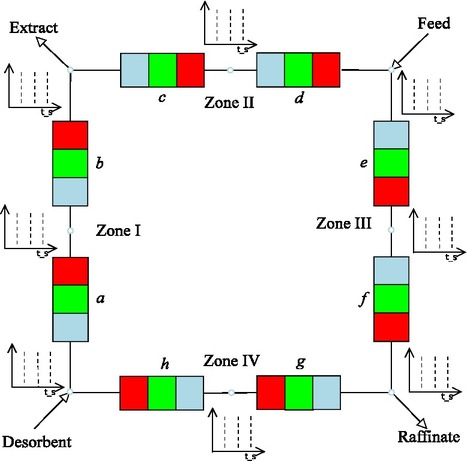 Extract
Feed
t_s
t_s
t_s
c
Zone II
d
b
e
t_s
Zone I
Zone III
t_s
a
f
t_s
h
Zone IV
g
t_s
Desorbent
t_s
Raffinate